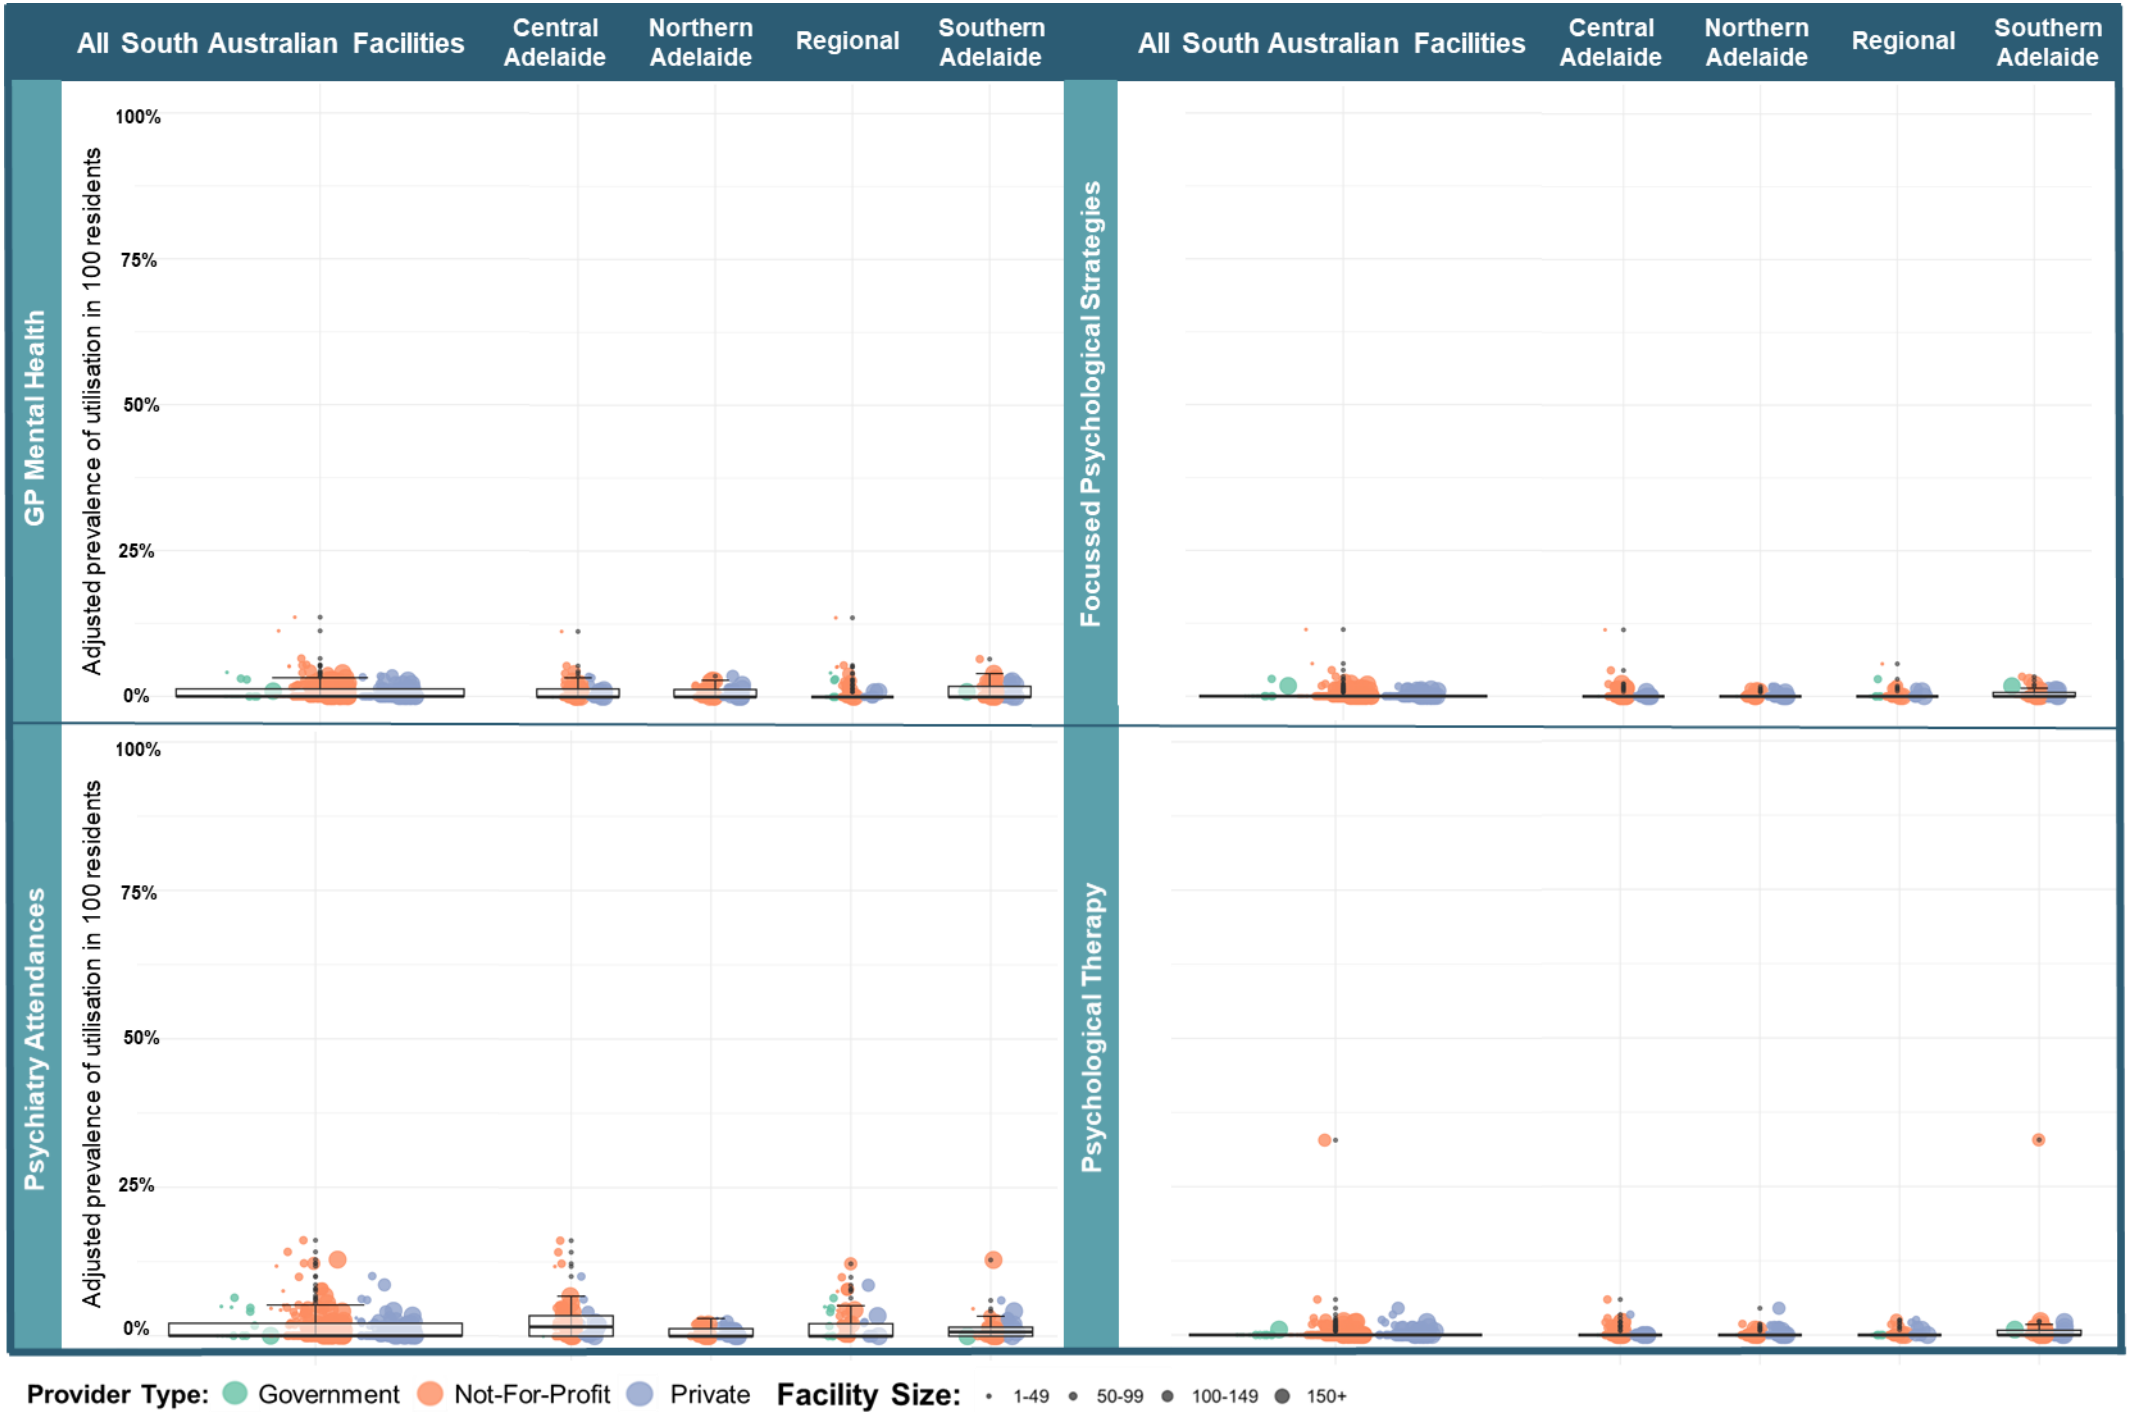 All South Australian Facilities
Central
Adelaide
Northern
Adelaide
Regional
Southern
Adelaide
All South Australian Facilities
Central
Adelaide
Northern
Adelaide
Regional
Southern
Adelaide
GP Mental Health
Adjusted prevalence of utilisation in 100 residents
100%
75%
50%
25%
0%
Focussed Psychological Strategies
Psychiatry Attendances
Adjusted prevalence of utilisation in 100 residents
100%
75%
50%
25%
0%
Psychological Therapy
Provider Type: Government Not-For-Profit Private Facility Size: 1-49 50-99 100-149 150+